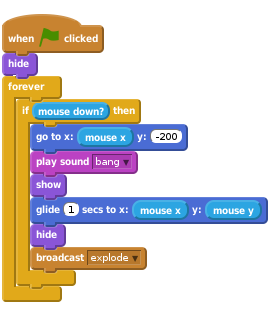 when clicked
hide
forever
if mouse down? then
go to x: mouse x y: -200
play sound bang
show
glide 1 secs to x: mouse x y: mouse y
hide
broadcast explode